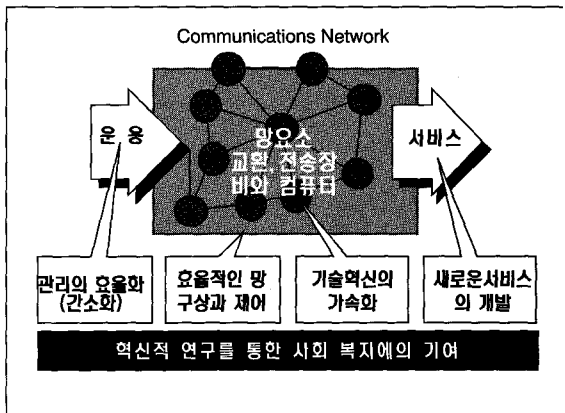 Communications Network
운 용
망요소
교환, 전송장
비와 컴퓨터
서비스
관리의 효율화
(간소화)
효율적인 망
구상과 제어
기술혁신의
가속화
새로운서비스
의 개발
혁신적 연구를 통한 사회 복지에의 기여